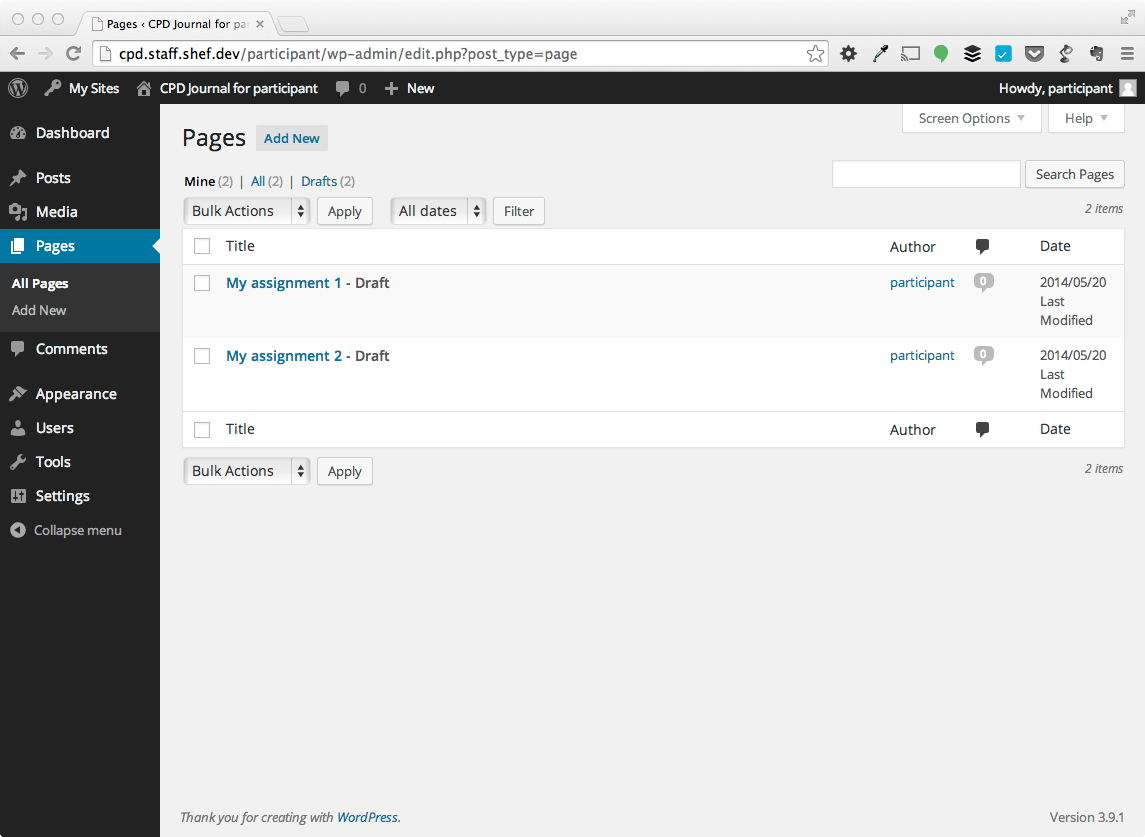 Pages ‹ CPD Journal for pa
cpd.staff.shef.dev/participant/wp-admin/edit.php?post_type=page
My Sites CPD Journal for participant 0 New Howdy, participant
Dashboard
Posts
Media
Pages
All Pages
Add New
Comments
Appearance
Users
Tools
Settings
Collapse menu
Screen Options Help
Pages Add New
Mine (2) | All (2) | Drafts (2)
Search Pages
Bulk Actions Apply All dates Filter 2 items
Title Author Date
My assignment 1 - Draft participant 0 2014/05/20
Last
Modified
My assignment 2 - Draft participant 0 2014/05/20
Last
Modified
Title Author Date
Bulk Actions Apply 2 items
Thank you for creating with WordPress. Version 3.9.1